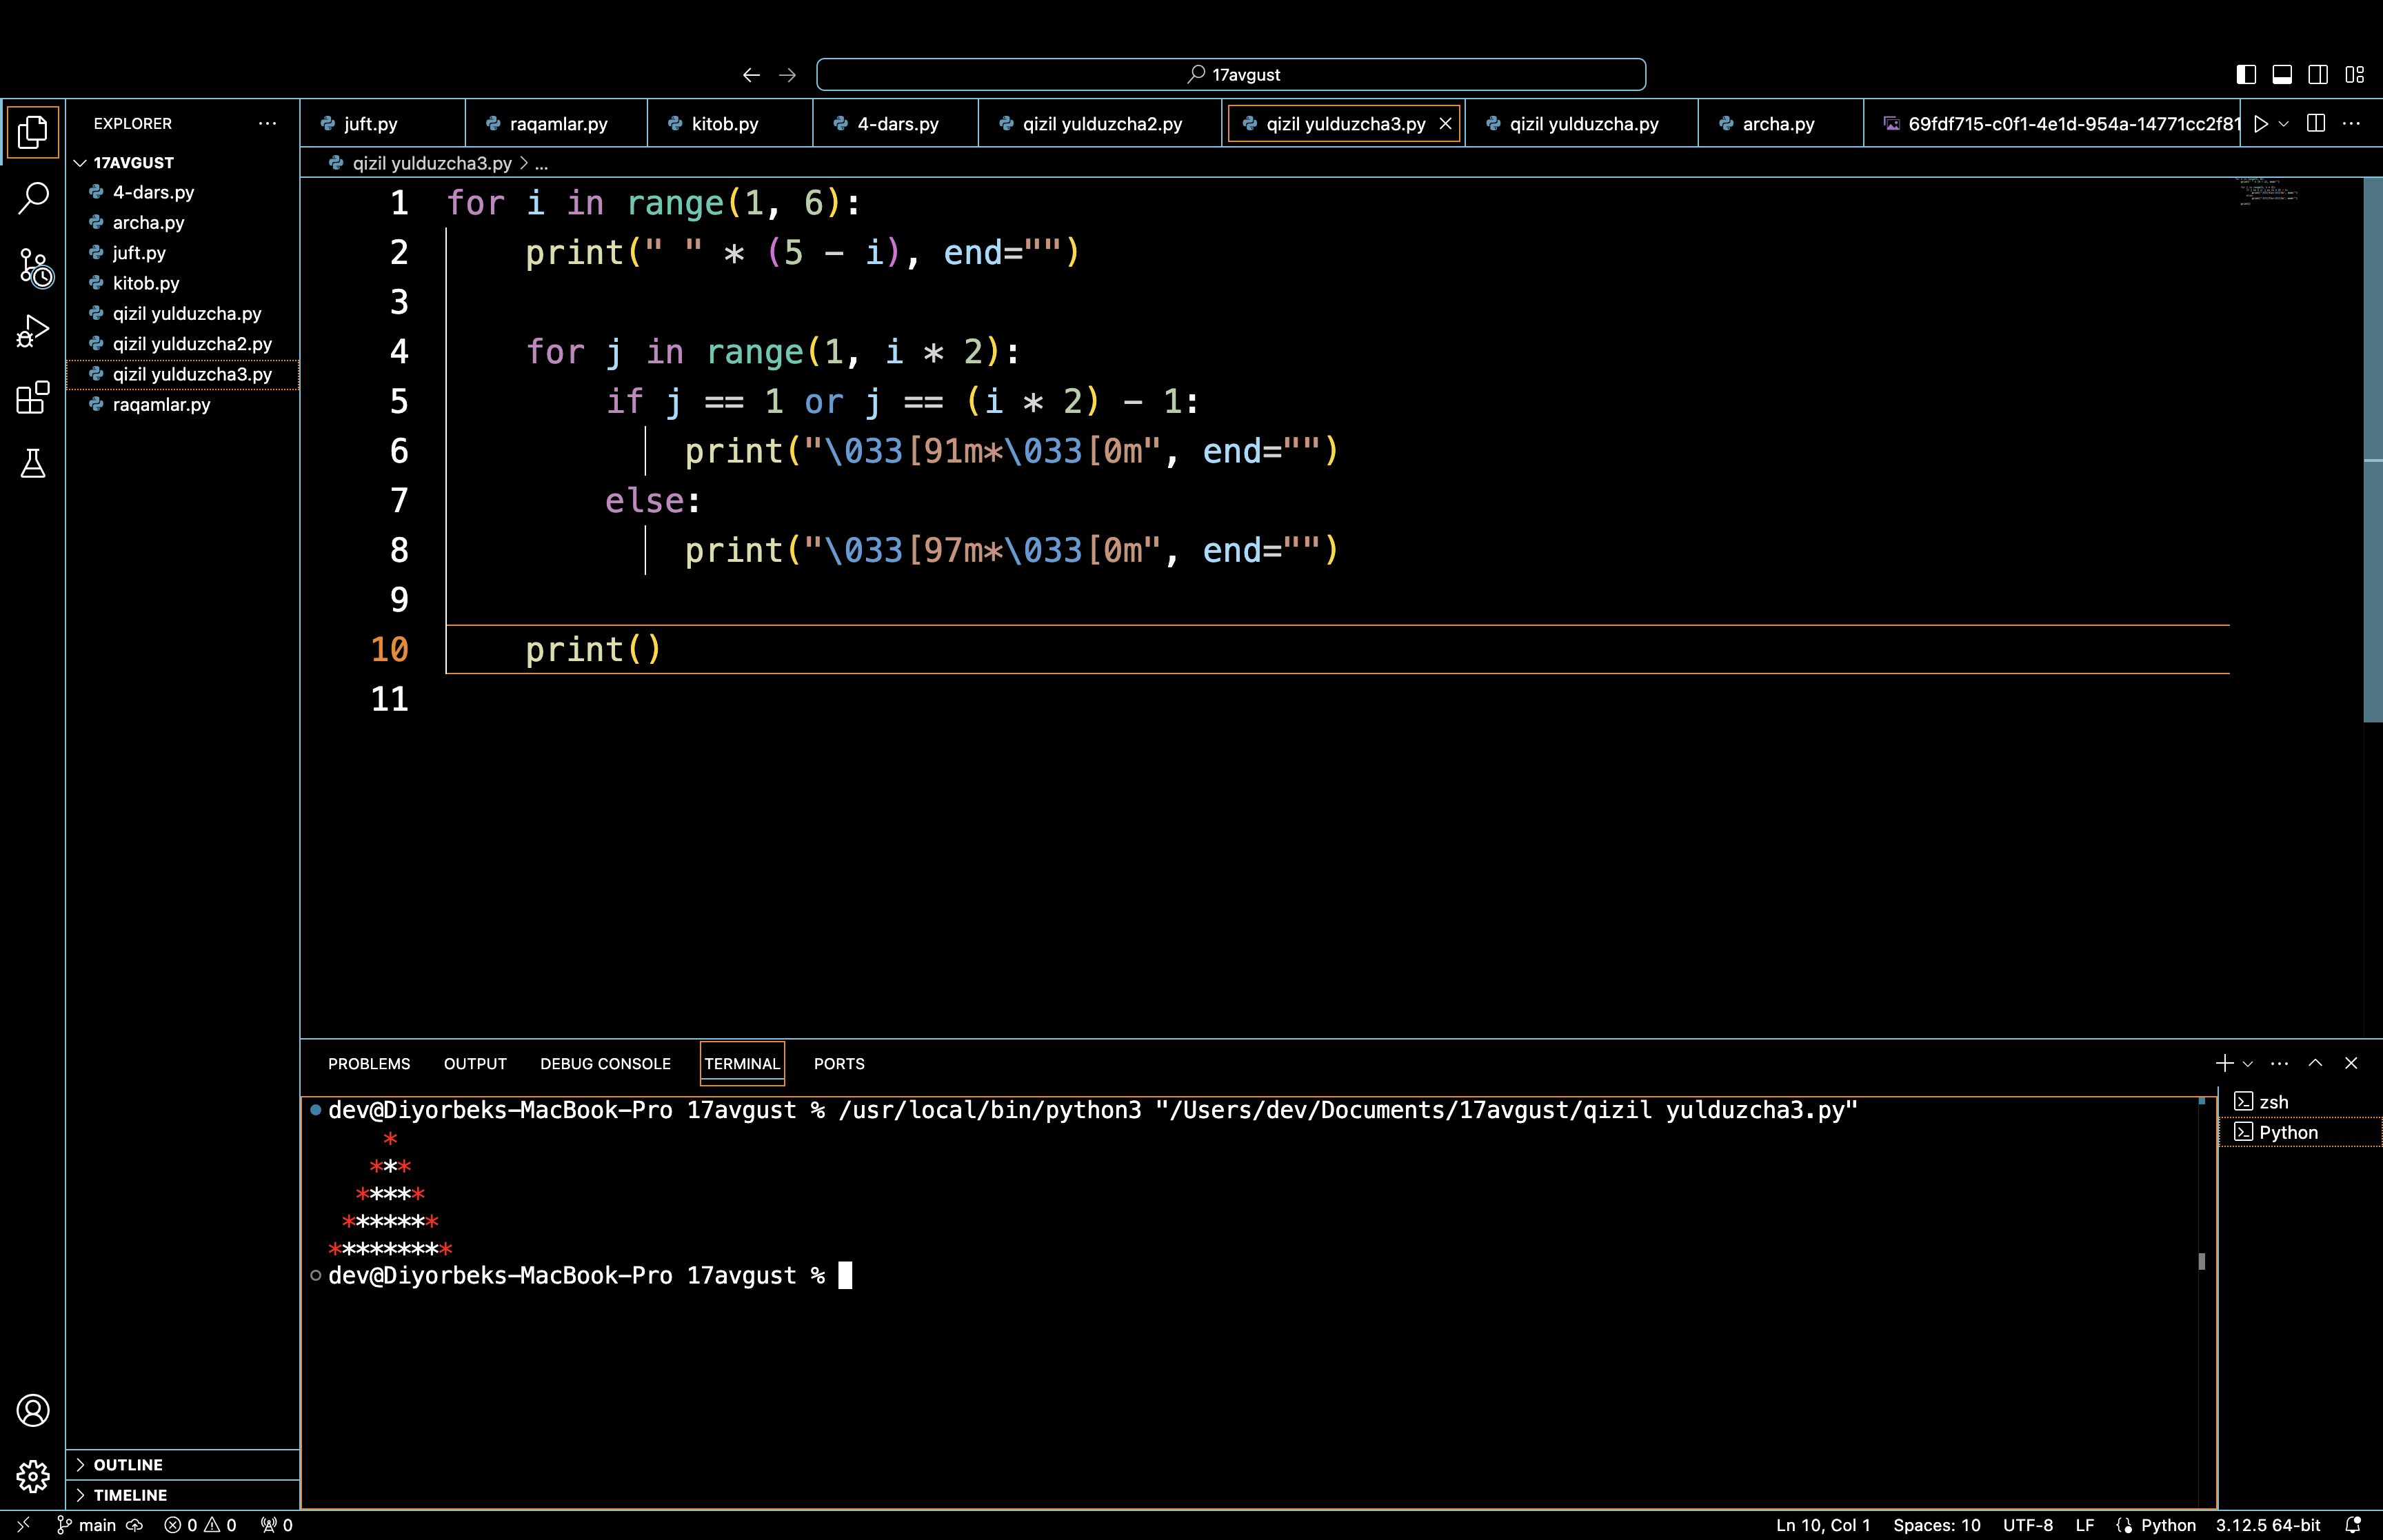 17avgust
EXPLORER
juft.py
raqamlar.py
kitob.py
4-dars.py
qizil yulduzcha2.py
qizil yulduzcha3.py
qizil yulduzcha.py
archa.py
69fdf715-c0f1-4e1d-954a-14771cc2f81
17AVGUST
4-dars.py
archa.py
juft.py
kitob.py
qizil yulduzcha.py
qizil yulduzcha2.py
qizil yulduzcha3.py
raqamlar.py
OUTLINE
TIMELINE
qizil yulduzcha3.py > ...
1 for i in range(1, 6):
2     print(" " * (5 - i), end="")
3
4     for j in range(1, i * 2):
5         if j == 1 or j == (i * 2) - 1:
6             print("\033[91m*\033[0m", end="")
7         else:
8             print("\033[97m*\033[0m", end="")
9
10     print()
11
PROBLEMS OUTPUT DEBUG CONSOLE TERMINAL PORTS
dev@Diyorbeks-MacBook-Pro 17avgust % /usr/local/bin/python3 "/Users/dev/Documents/17avgust/qizil yulduzcha3.py"
    *
   ***
  *****
 *******
*********
dev@Diyorbeks-MacBook-Pro 17avgust %
zsh
Python
main 0 0 0 Ln 10, Col 1 Spaces: 10 UTF-8 LF Python 3.12.5 64-bit